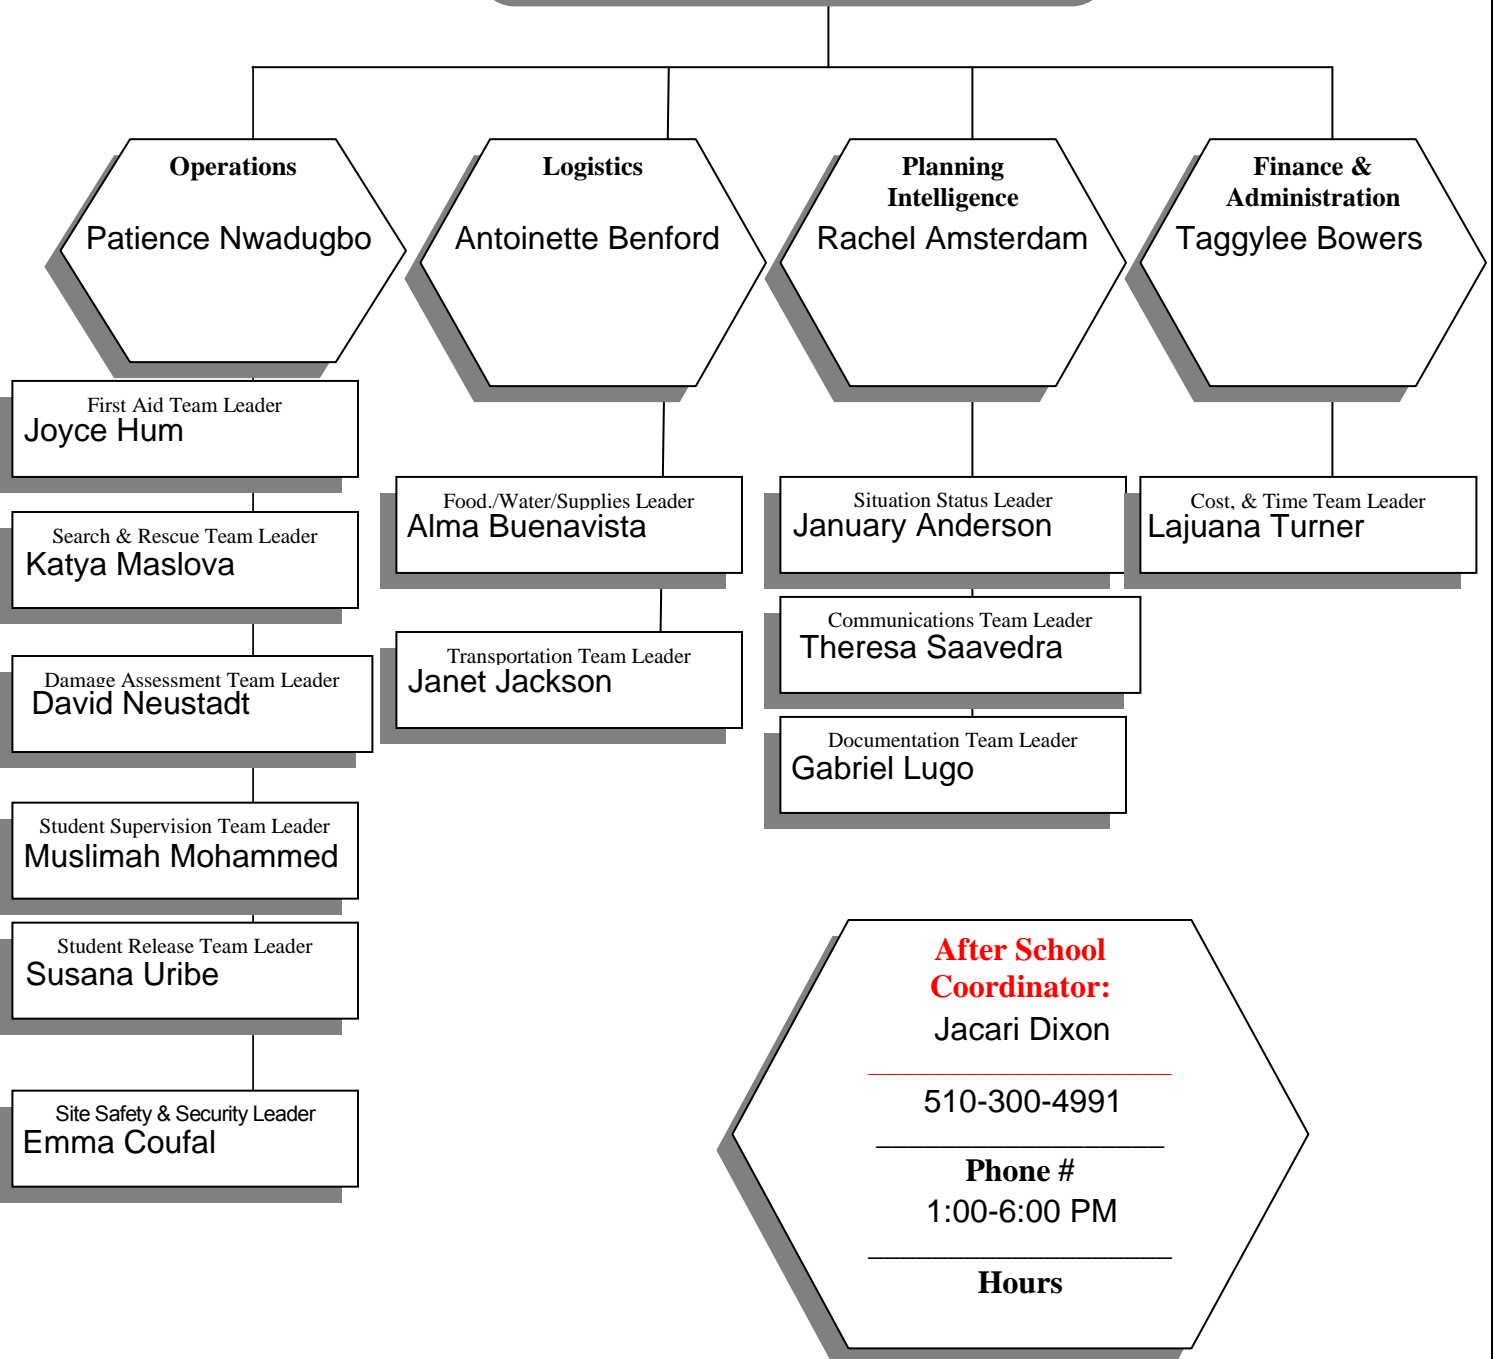 Operations
Patience Nwadugbo
Logistics
Antoinette Benford
Planning
Intelligence
Rachel Amsterdam
Finance &
Administration
Taggylee Bowers
First Aid Team Leader
Joyce Hum
Search & Rescue Team Leader
Katya Maslova
Damage Assessment Team Leader
David Neustadt
Student Supervision Team Leader
Muslimah Mohammed
Student Release Team Leader
Susana Uribe
Site Safety & Security Leader
Emma Coufal
Food./Water/Supplies Leader
Alma Buenavista
Transportation Team Leader
Janet Jackson
Situation Status Leader
January Anderson
Communications Team Leader
Theresa Saavedra
Documentation Team Leader
Gabriel Lugo
Cost, & Time Team Leader
Lajuana Turner
After School
Coordinator:
Jacari Dixon
510-300-4991
Phone #
1:00-6:00 PM
Hours